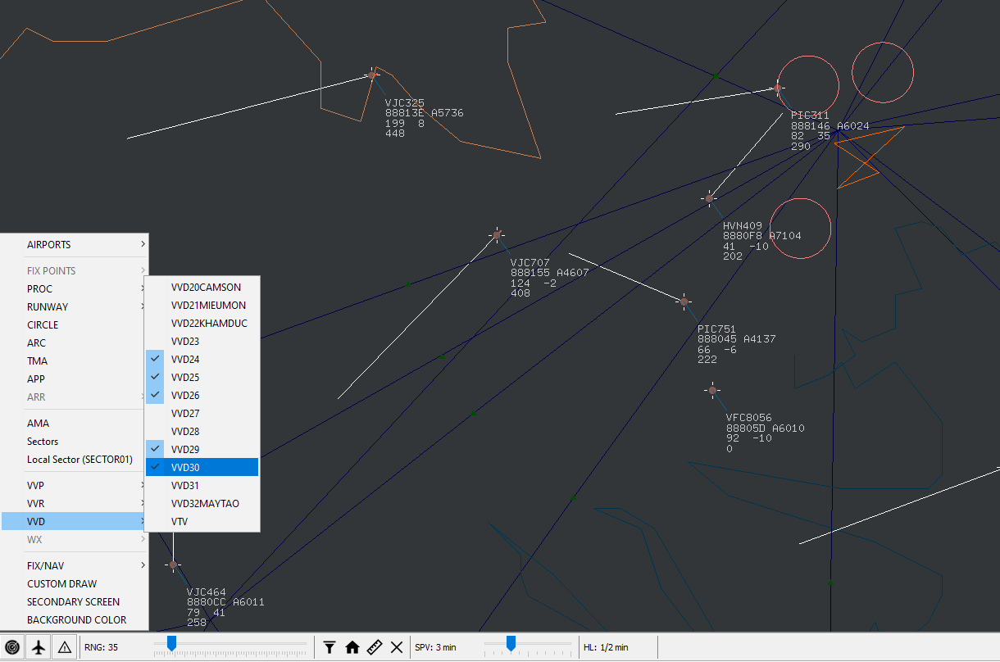 VJC325
88813E A5736
199 8
448
PIC311
888146 A6024
82 35
290
HVN409
8880F8 A7104
41 -10
202
VJC707
888155 A4607
124 -2
408
PIC751
888045 A4137
66 -6
222
VFC8056
88805D A6010
92 -10
0
VJC464
8880CC A6011
79 41
258
AIRPORTS
FIX POINTS
PROC
RUNWAY
CIRCLE
ARC
TMA
APP
ARR
AMA
Sectors
Local Sector (SECTOR01)
VVP
VVR
VVD
WX
FIX/NAV
CUSTOM DRAW
SECONDARY SCREEN
BACKGROUND COLOR
VVD20CAMSON
VVD21MIEUMON
VVD22KHAMDUC
VVD23
VVD24
VVD25
VVD26
VVD27
VVD28
VVD29
VVD30
VVD31
VVD32MAYTAO
VTV
RNG: 35
SPV: 3 min
HL: 1/2 min